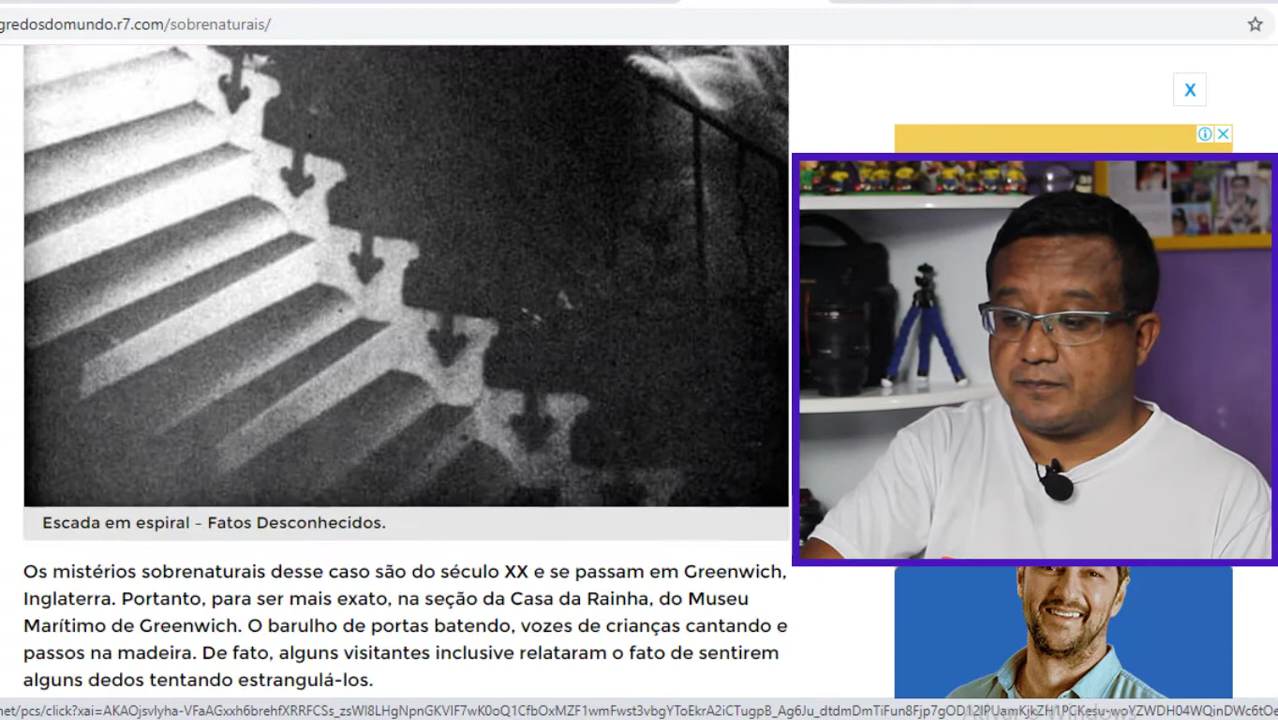 gredosdomundo.r7.com/sobrenaturais/
X
Escada em espiral – Fatos Desconhecidos.
Os mistérios sobrenaturais desse caso são do século XX e se passam em Greenwich,
Inglaterra. Portanto, para ser mais exato, na seção da Casa da Rainha, do Museu
Marítimo de Greenwich. O barulho de portas batendo, vozes de crianças cantando e
passos na madeira. De fato, alguns visitantes inclusive relataram o fato de sentirem
alguns dedos tentando estrangulá-los.